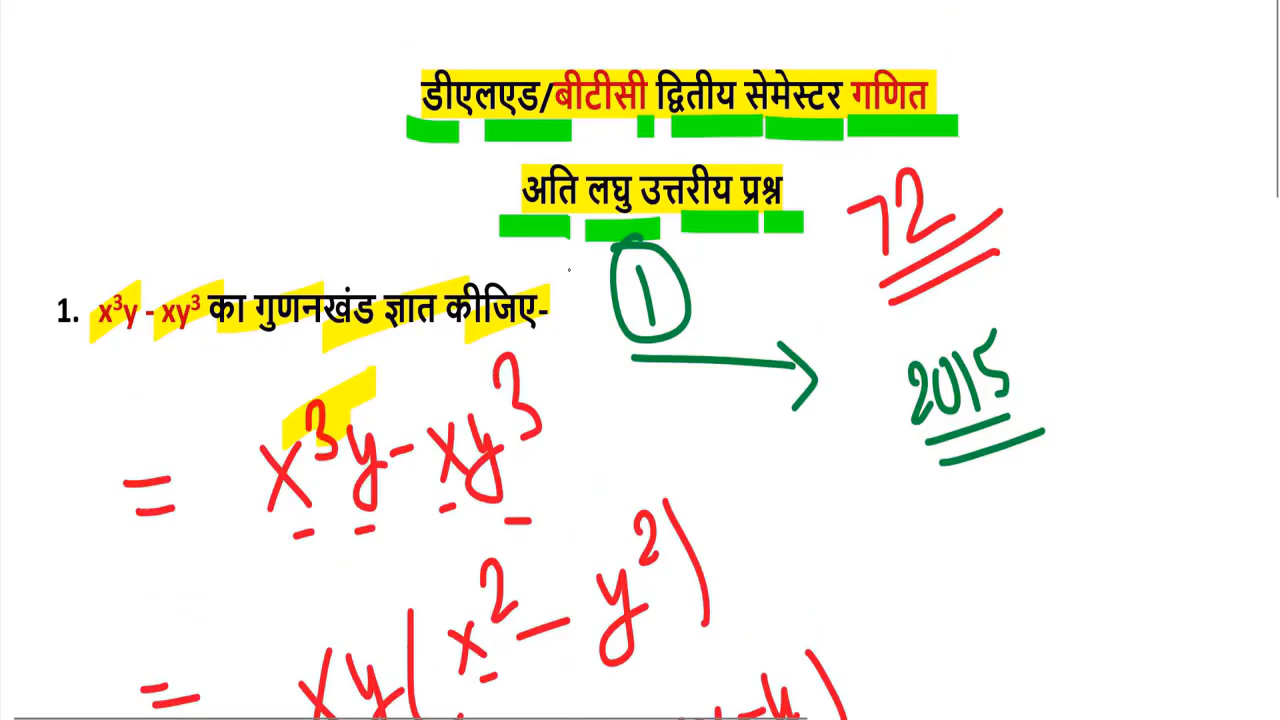 डीएलएड/बीटीसी द्वितीय सेमेस्टर गणित
अति लघु उत्तरीय प्रश्न
72
1
1. x³y - xy³ का गुणनखंड ज्ञात कीजिए-
2015
= x³y - xy³
= xy(x² - y²)